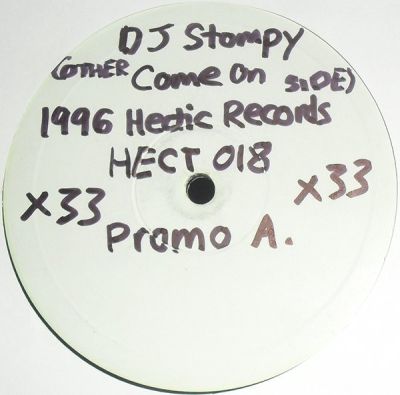 DJ Stompy
(OTHER Come On SIDE)
1996 Hectic Records
HECT 018
x33 x33
Promo A.